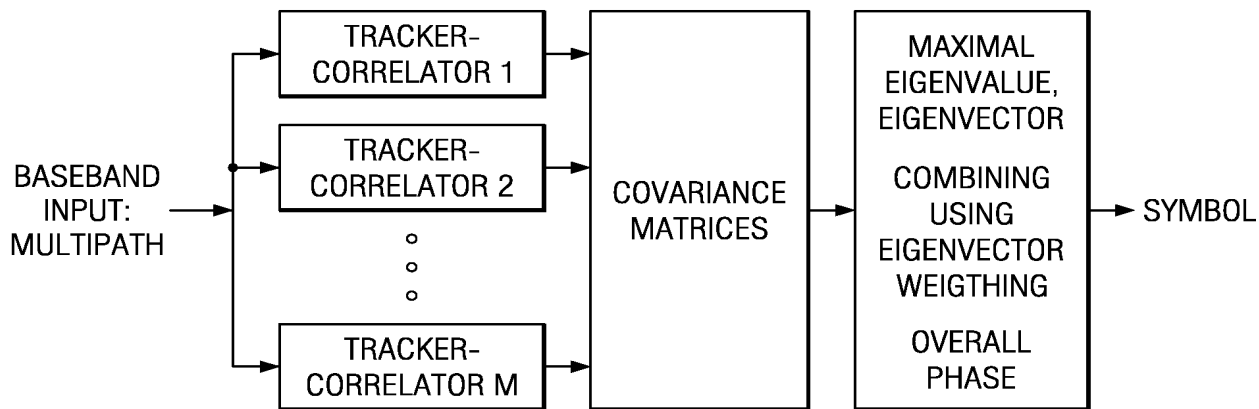 BASEBAND
INPUT:
MULTIPATH
TRACKER-
CORRELATOR 1
TRACKER-
CORRELATOR 2
TRACKER-
CORRELATOR M
COVARIANCE
MATRICES
MAXIMAL
EIGENVALUE,
EIGENVECTOR
COMBINING
USING
EIGENVECTOR
WEIGTHING
OVERALL
PHASE
SYMBOL